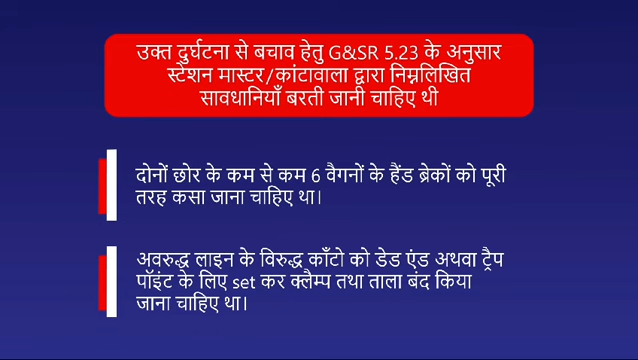 उक्त दुर्घटना से बचाव हेतु G&SR 5.23 के अनुसार
स्टेशन मास्टर/कांटावाला द्वारा निम्नलिखित
सावधानियाँ बरती जानी चाहिए थी
दोनों छोर के कम से कम 6 वैगनों के हैंड ब्रेकों को पूरी
तरह कसा जाना चाहिए था।
अवरुद्ध लाइन के विरुद्ध काँटो को डेड एंड अथवा ट्रैप
पॉइंट के लिए set कर क्लैम्प तथा ताला बंद किया
जाना चाहिए था।